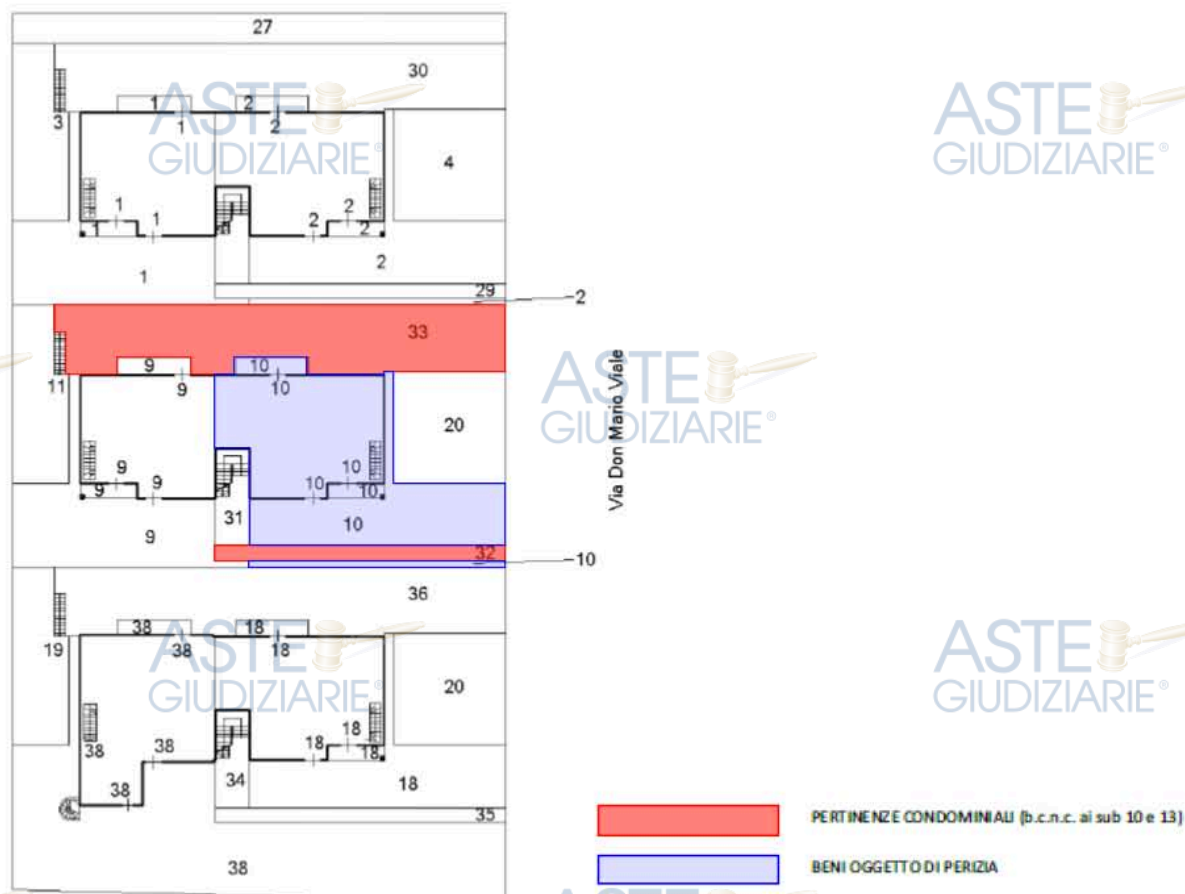 27
30
1 2
3 1 2
4
1 1 2 2
1 2
1 2
29
2
33
9 10
11 9 10
20
9 9 10 10
9 10
31
9 10
32
10
36
38 18
19 38 18
20
38 38 18 18
18
38
34 18
35
38
Via Don Mario Viale
PERTINENZE CONDOMINIALI (b.c.n.c. ai sub 10 e 13)
BENI OGGETTO DI PERIZIA
ASTE
GIUDIZIARIE®
ASTE
GIUDIZIARIE®
ASTE
GIUDIZIARIE®
ASTE
GIUDIZIARIE®
ASTE
GIUDIZIARIE®